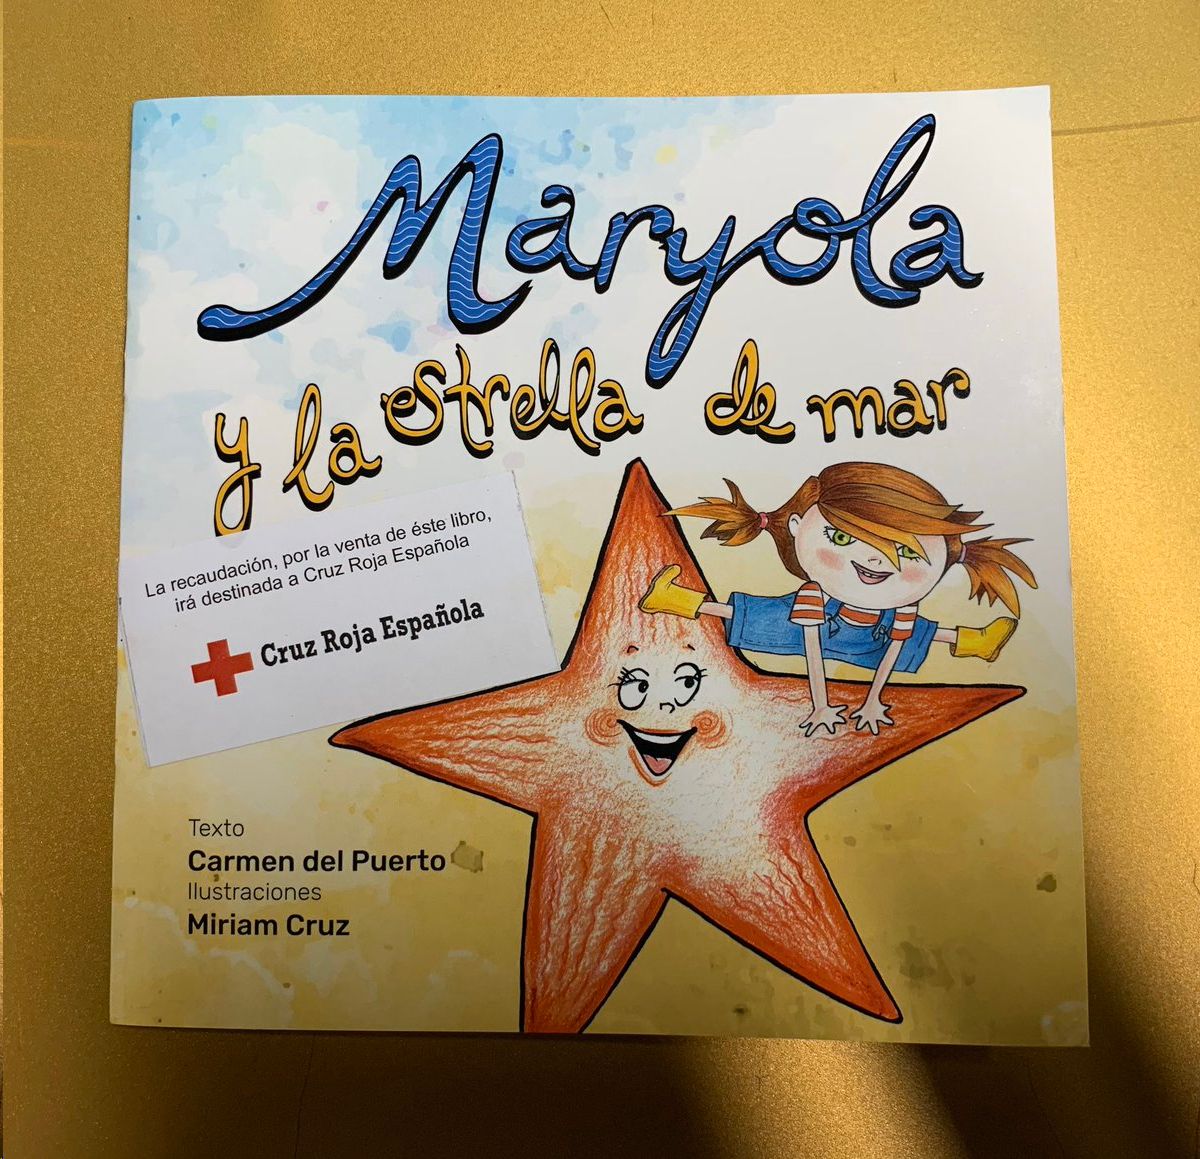 Maryola
y la estrella de mar
La recaudación, por la venta de éste libro,
irá destinada a Cruz Roja Española
Cruz Roja Española
Texto
Carmen del Puerto
Ilustraciones
Miriam Cruz